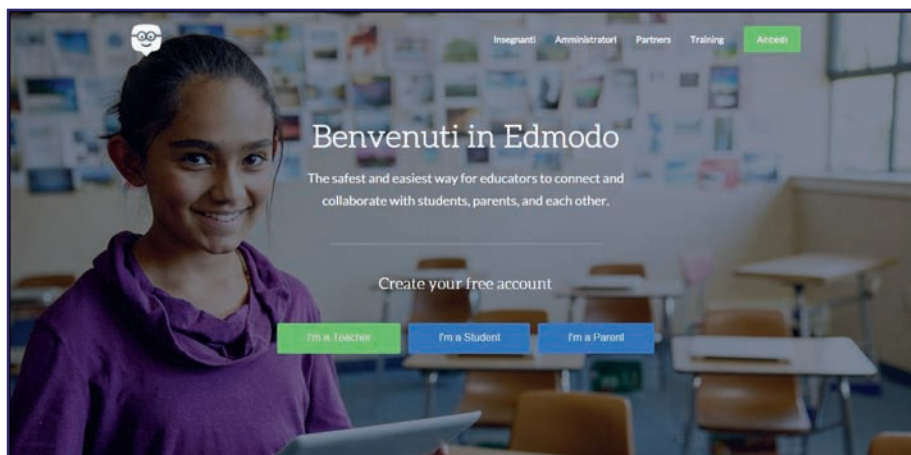 Insegnanti Amministratori Partners Training Accedi
Benvenuti in Edmodo
The safest and easiest way for educators to connect and
collaborate with students, parents, and each other.
Create your free account
I'm a Teacher I'm a Student I'm a Parent